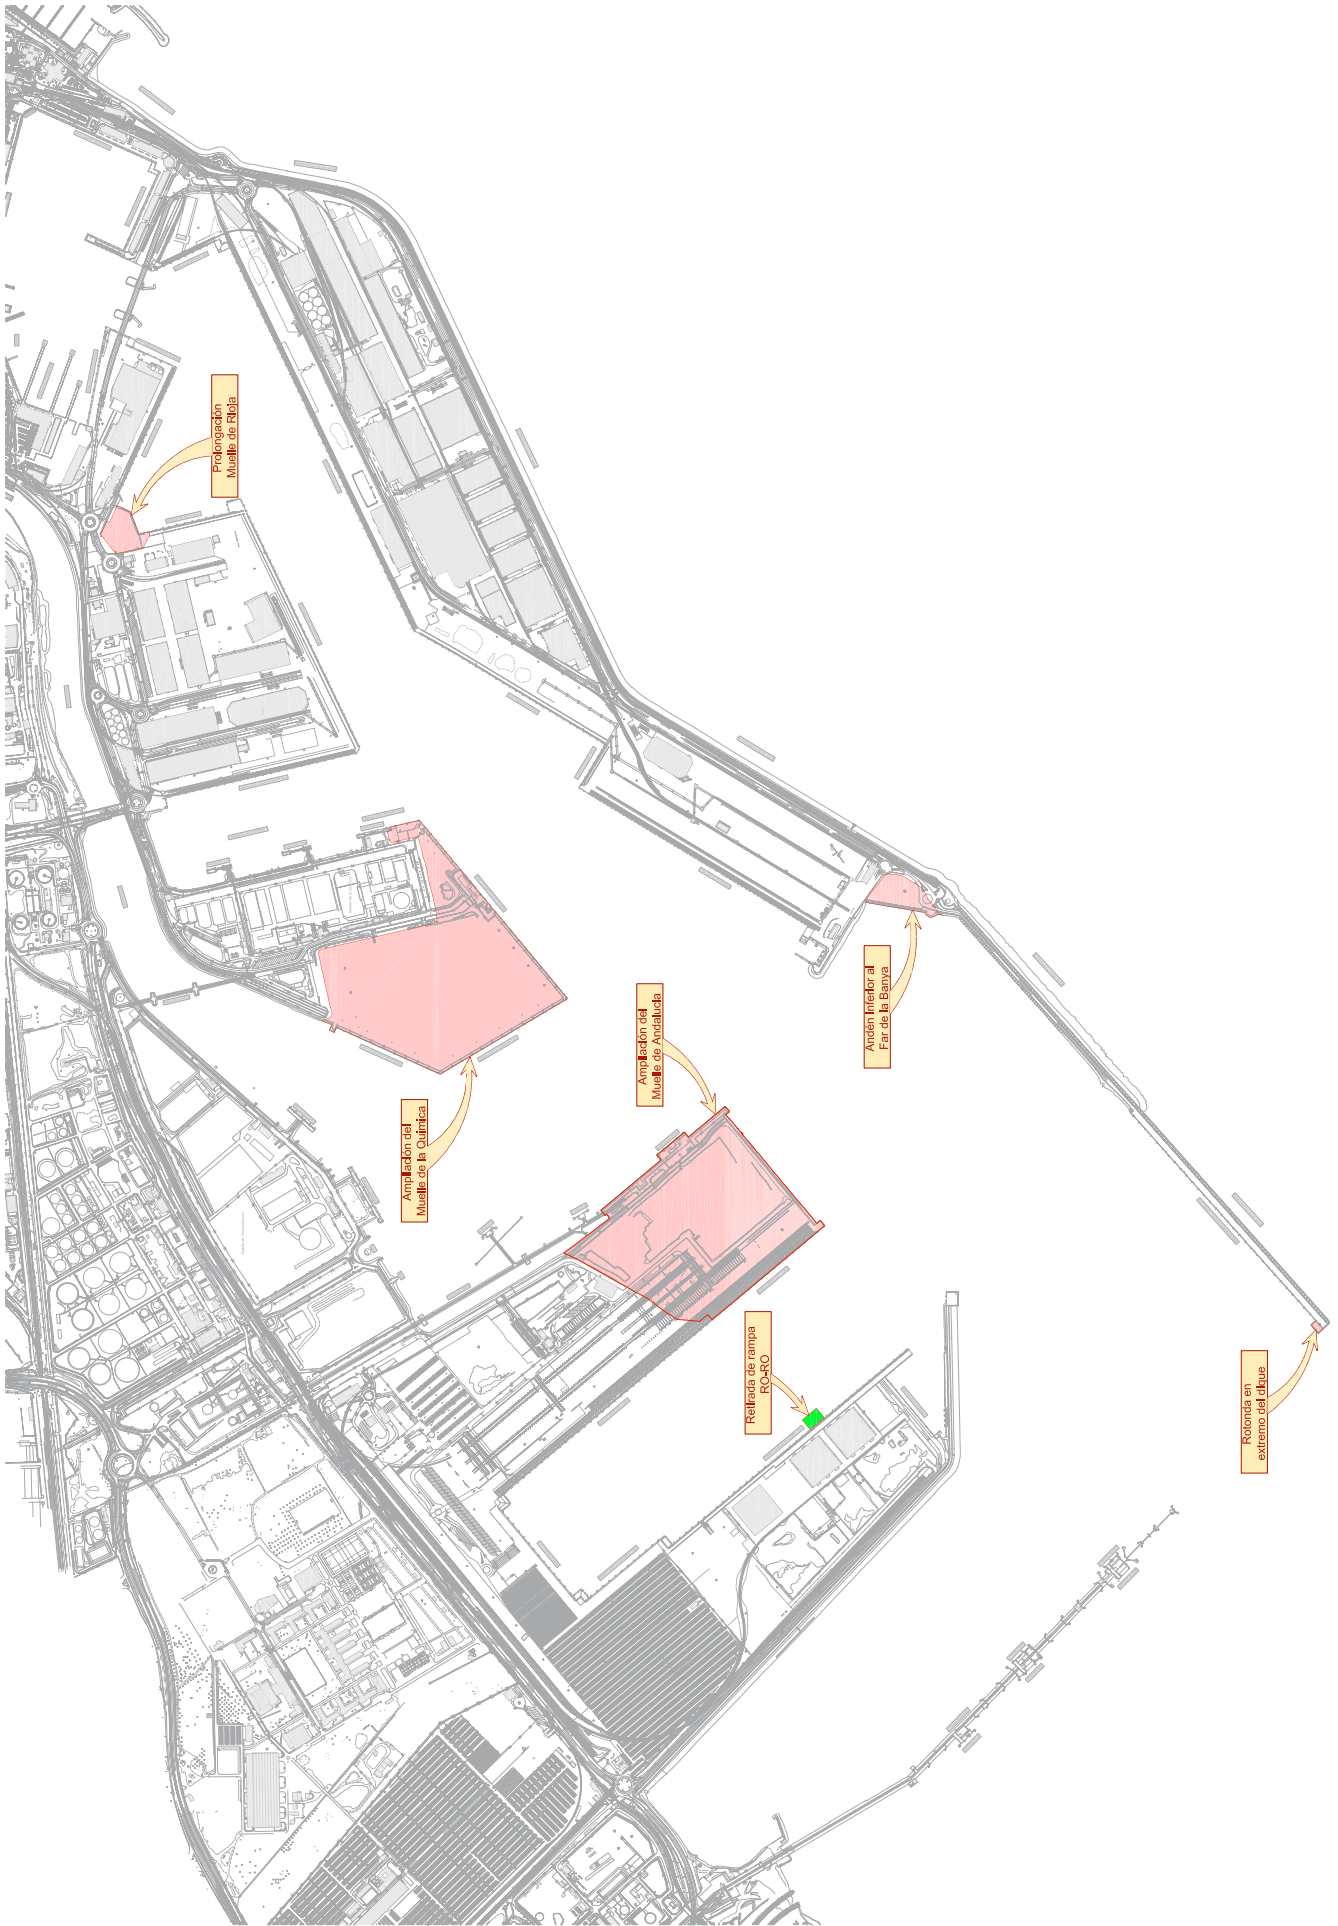 Prolongación
Muelle de Rioja
Ampliación del
Muelle de la Química
Ampliación del
Muelle de Andalucía
Andén Inferior al
Far de la Banya
Retirada de rampa
RO-RO
Rotonda en
extremo del dique